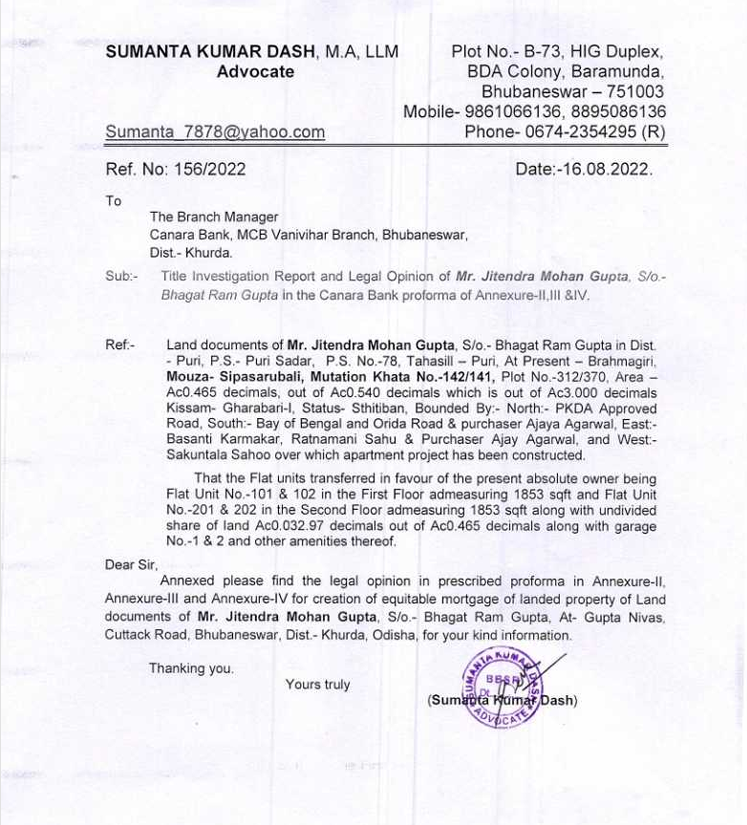 SUMANTA KUMAR DASH, M.A, LLM
Advocate
Sumanta_7878@yahoo.com
Plot No.- B-73, HIG Duplex,
BDA Colony, Baramunda,
Bhubaneswar – 751003
Mobile- 9861066136, 8895086136
Phone- 0674-2354295 (R)
Ref. No: 156/2022
Date:-16.08.2022.
To
The Branch Manager
Canara Bank, MCB Vanivihar Branch, Bhubaneswar,
Dist.- Khurda.
Sub:- Title Investigation Report and Legal Opinion of Mr. Jitendra Mohan Gupta, S/o.-
Bhagat Ram Gupta in the Canara Bank proforma of Annexure-II,III &IV.
Ref:- Land documents of Mr. Jitendra Mohan Gupta, S/o.- Bhagat Ram Gupta in Dist.
- Puri, P.S.- Puri Sadar, P.S. No.-78, Tahasill – Puri, At Present – Brahmagiri,
Mouza- Sipasarubali, Mutation Khata No.-142/141, Plot No.-312/370, Area –
Ac0.465 decimals, out of Ac0.540 decimals which is out of Ac3.000 decimals
Kissam- Gharabari-I, Status- Sthitiban, Bounded By:- North:- PKDA Approved
Road, South:- Bay of Bengal and Orida Road & purchaser Ajaya Agarwal, East:-
Basanti Karmakar, Ratnamani Sahu & Purchaser Ajay Agarwal, and West:-
Sakuntala Sahoo over which apartment project has been constructed.
That the Flat units transferred in favour of the present absolute owner being
Flat Unit No.-101 & 102 in the First Floor admeasuring 1853 sqft and Flat Unit
No.-201 & 202 in the Second Floor admeasuring 1853 sqft along with undivided
share of land Ac0.032.97 decimals out of Ac0.465 decimals along with garage
No.-1 & 2 and other amenities thereof.
Dear Sir,
Annexed please find the legal opinion in prescribed proforma in Annexure-II,
Annexure-III and Annexure-IV for creation of equitable mortgage of landed property of Land
documents of Mr. Jitendra Mohan Gupta, S/o.- Bhagat Ram Gupta, At- Gupta Nivas,
Cuttack Road, Bhubaneswar, Dist.- Khurda, Odisha, for your kind information.
Thanking you.
Yours truly
SUMANTA KUMAR DASH
BBSR
Dt
ADVOCATE
(Sumanta Kumar Dash)